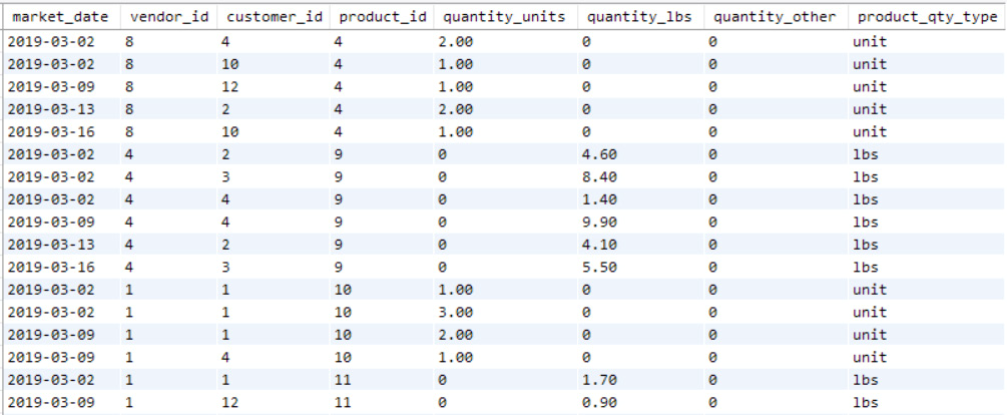 market_date vendor_id customer_id product_id quantity_units quantity_lbs quantity_other product_qty_type
2019-03-02 8 4 4 2.00 0 0 unit
2019-03-02 8 10 4 1.00 0 0 unit
2019-03-09 8 12 4 1.00 0 0 unit
2019-03-13 8 2 4 2.00 0 0 unit
2019-03-16 8 10 4 1.00 0 0 unit
2019-03-02 4 2 9 0 4.60 0 lbs
2019-03-02 4 3 9 0 8.40 0 lbs
2019-03-02 4 4 9 0 1.40 0 lbs
2019-03-09 4 4 9 0 9.90 0 lbs
2019-03-13 4 2 9 0 4.10 0 lbs
2019-03-16 4 3 9 0 5.50 0 lbs
2019-03-02 1 1 10 1.00 0 0 unit
2019-03-02 1 1 10 3.00 0 0 unit
2019-03-09 1 1 10 2.00 0 0 unit
2019-03-09 1 4 10 1.00 0 0 unit
2019-03-02 1 1 11 0 1.70 0 lbs
2019-03-09 1 12 11 0 0.90 0 lbs